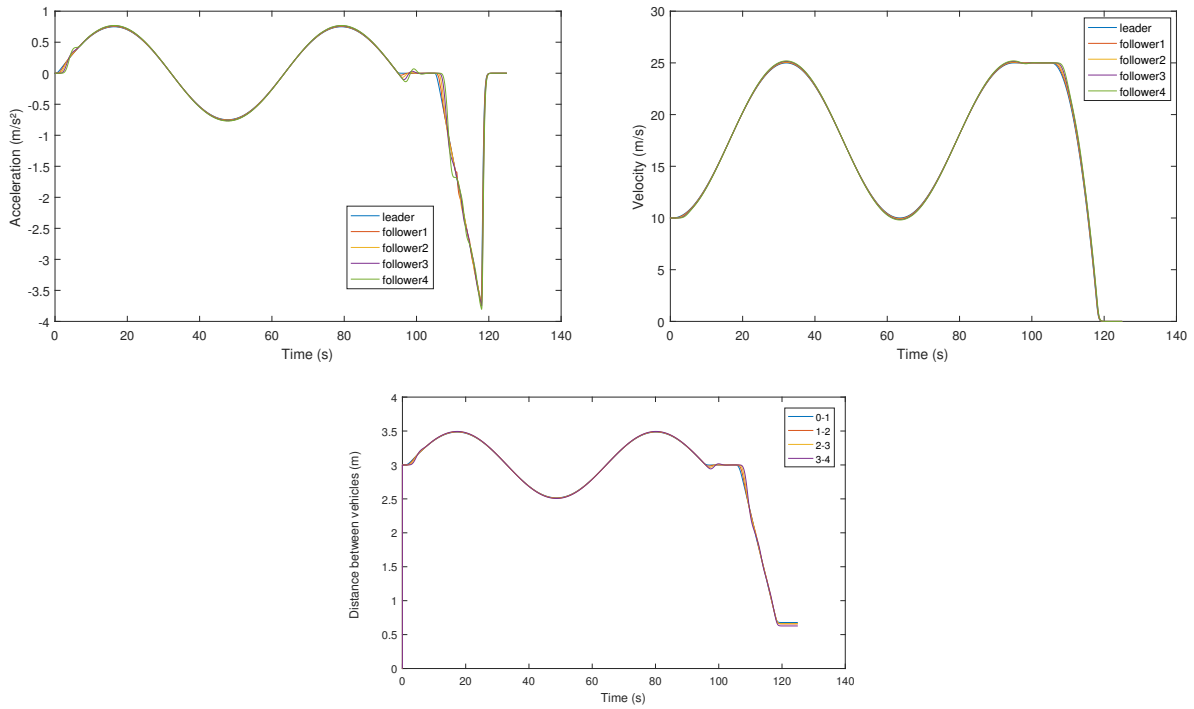 1
0.5
0
-0.5
-1
-1.5
-2
-2.5
-3
-3.5
-4
Acceleration (m/s²)
leader
follower1
follower2
follower3
follower4
0 20 40 60 80 100 120 140
Time (s)
30
25
20
15
10
5
0
Velocity (m/s)
leader
follower1
follower2
follower3
follower4
0 20 40 60 80 100 120 140
Time (s)
4
3.5
3
2.5
2
1.5
1
0.5
0
Distance between vehicles (m)
0-1
1-2
2-3
3-4
0 20 40 60 80 100 120 140
Time (s)